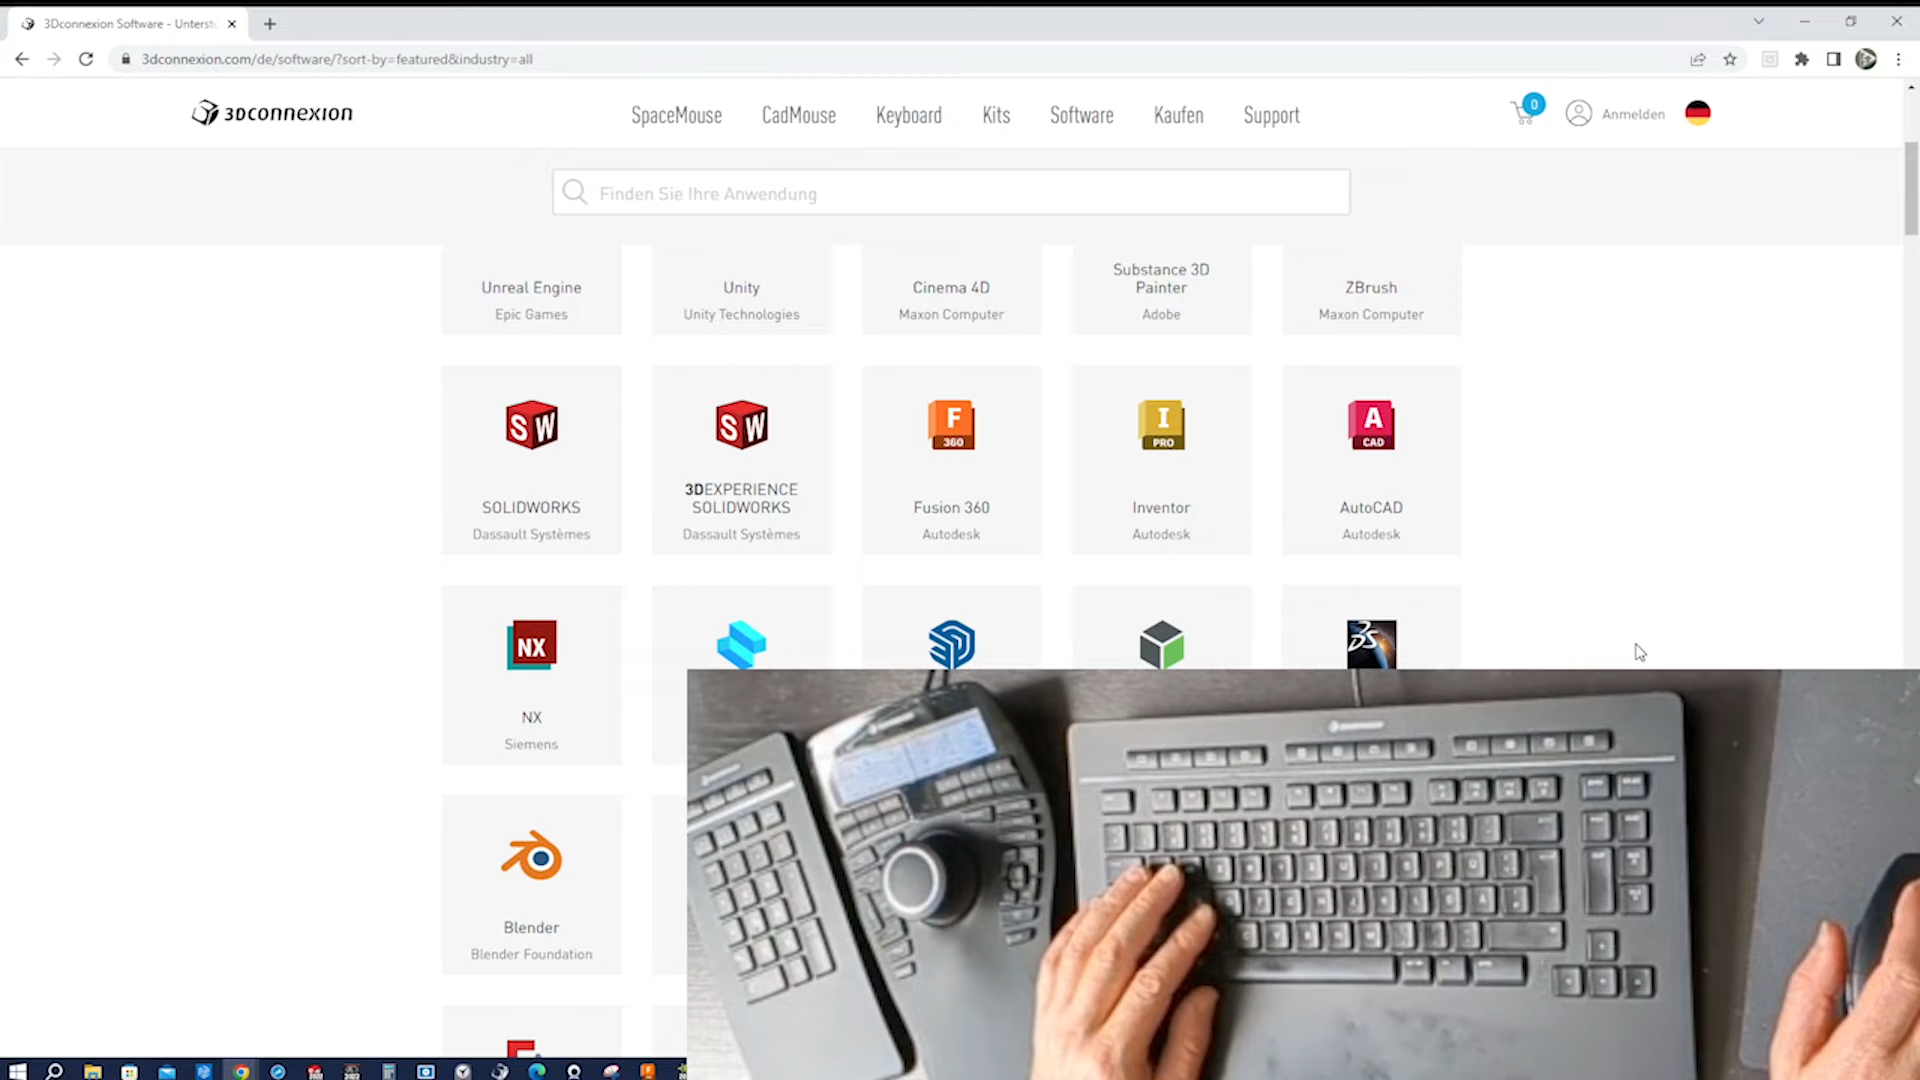 3Dconnexion Software - Unterstü
3dconnexion.com/de/software/?sort-by=featured&industry=all
3Dconnexion
SpaceMouse
CadMouse
Keyboard
Kits
Software
Kaufen
Support
0
Anmelden
Finden Sie Ihre Anwendung
Unreal Engine
Epic Games
Unity
Unity Technologies
Cinema 4D
Maxon Computer
Substance 3D
Painter
Adobe
ZBrush
Maxon Computer
SW
SOLIDWORKS
Dassault Systèmes
SW
3DEXPERIENCE
SOLIDWORKS
Dassault Systèmes
F
360
Fusion 360
Autodesk
I
PRO
Inventor
Autodesk
A
CAD
AutoCAD
Autodesk
NX
NX
Siemens
3DS
Blender
Blender Foundation